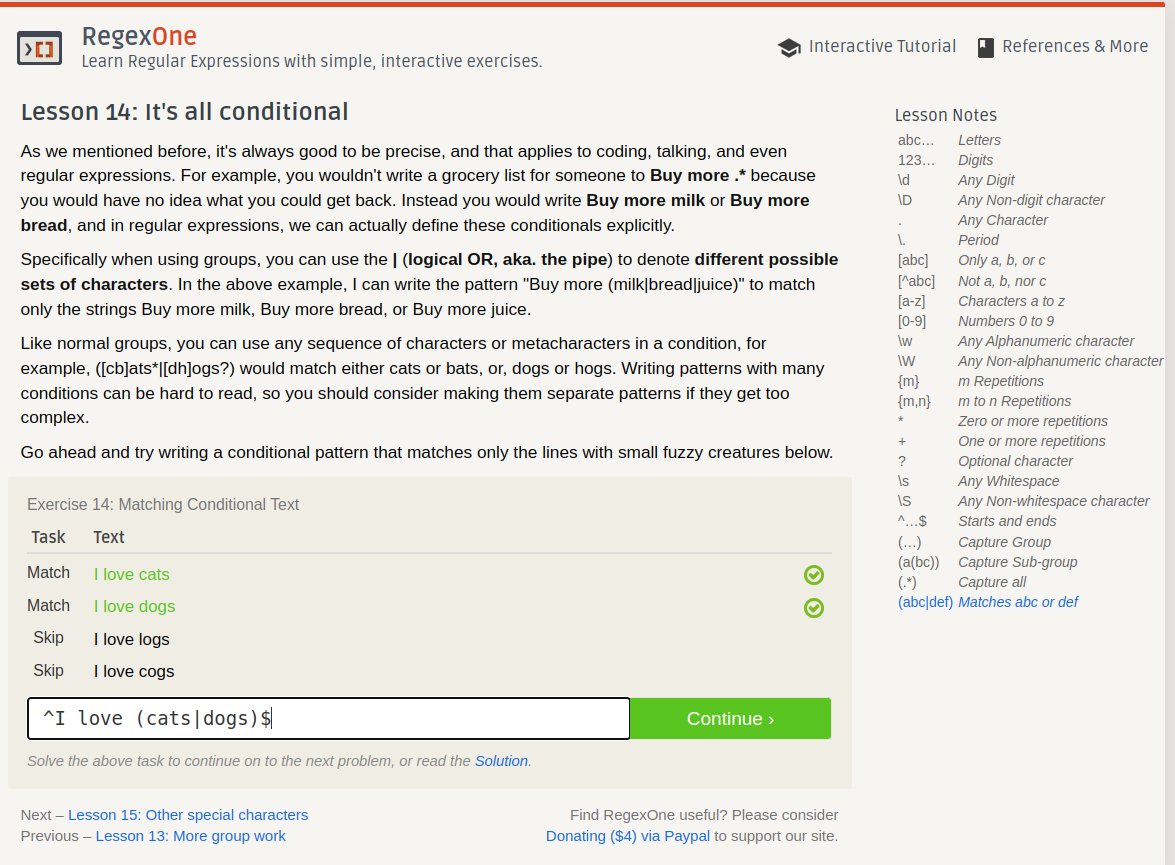 RegexOne
Learn Regular Expressions with simple, interactive exercises.
Interactive Tutorial
References & More
Lesson 14: It's all conditional
As we mentioned before, it's always good to be precise, and that applies to coding, talking, and even
regular expressions. For example, you wouldn't write a grocery list for someone to Buy more .* because
you would have no idea what you could get back. Instead you would write Buy more milk or Buy more
bread, and in regular expressions, we can actually define these conditionals explicitly.
Specifically when using groups, you can use the | (logical OR, aka. the pipe) to denote different possible
sets of characters. In the above example, I can write the pattern "Buy more (milk|bread|juice)" to match
only the strings Buy more milk, Buy more bread, or Buy more juice.
Like normal groups, you can use any sequence of characters or metacharacters in a condition, for
example, ([cb]ats*|[dh]ogs?) would match either cats or bats, or, dogs or hogs. Writing patterns with many
conditions can be hard to read, so you should consider making them separate patterns if they get too
complex.
Go ahead and try writing a conditional pattern that matches only the lines with small fuzzy creatures below.
Exercise 14: Matching Conditional Text
Task Text
Match I love cats
Match I love dogs
Skip I love logs
Skip I love cogs
^I love (cats|dogs)$
Continue ›
Solve the above task to continue on to the next problem, or read the Solution.
Next – Lesson 15: Other special characters
Previous – Lesson 13: More group work
Find RegexOne useful? Please consider
Donating ($4) via Paypal to support our site.
Lesson Notes
abc… Letters
123… Digits
\d Any Digit
\D Any Non-digit character
. Any Character
\. Period
[abc] Only a, b, or c
[^abc] Not a, b, nor c
[a-z] Characters a to z
[0-9] Numbers 0 to 9
\w Any Alphanumeric character
\W Any Non-alphanumeric character
{m} m Repetitions
{m,n} m to n Repetitions
* Zero or more repetitions
+ One or more repetitions
? Optional character
\s Any Whitespace
\S Any Non-whitespace character
^…$ Starts and ends
(…) Capture Group
(a(bc)) Capture Sub-group
(.*) Capture all
(abc|def) Matches abc or def